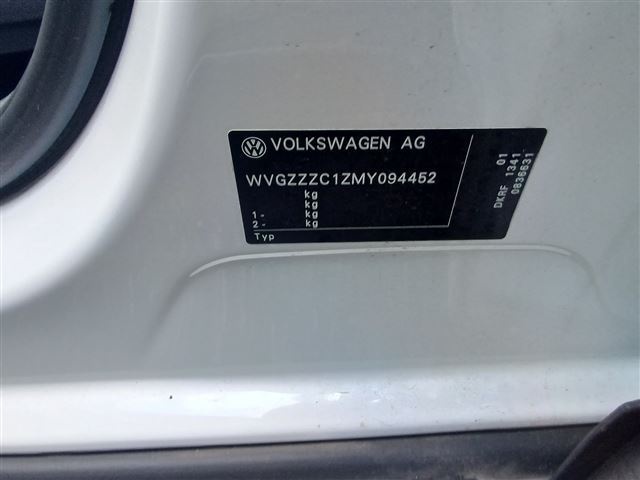 VOLKSWAGEN AG
WVGZZZC1ZMY094452
kg
kg
1 - kg
2 - kg
Typ
DKRF 1341 01
0836631